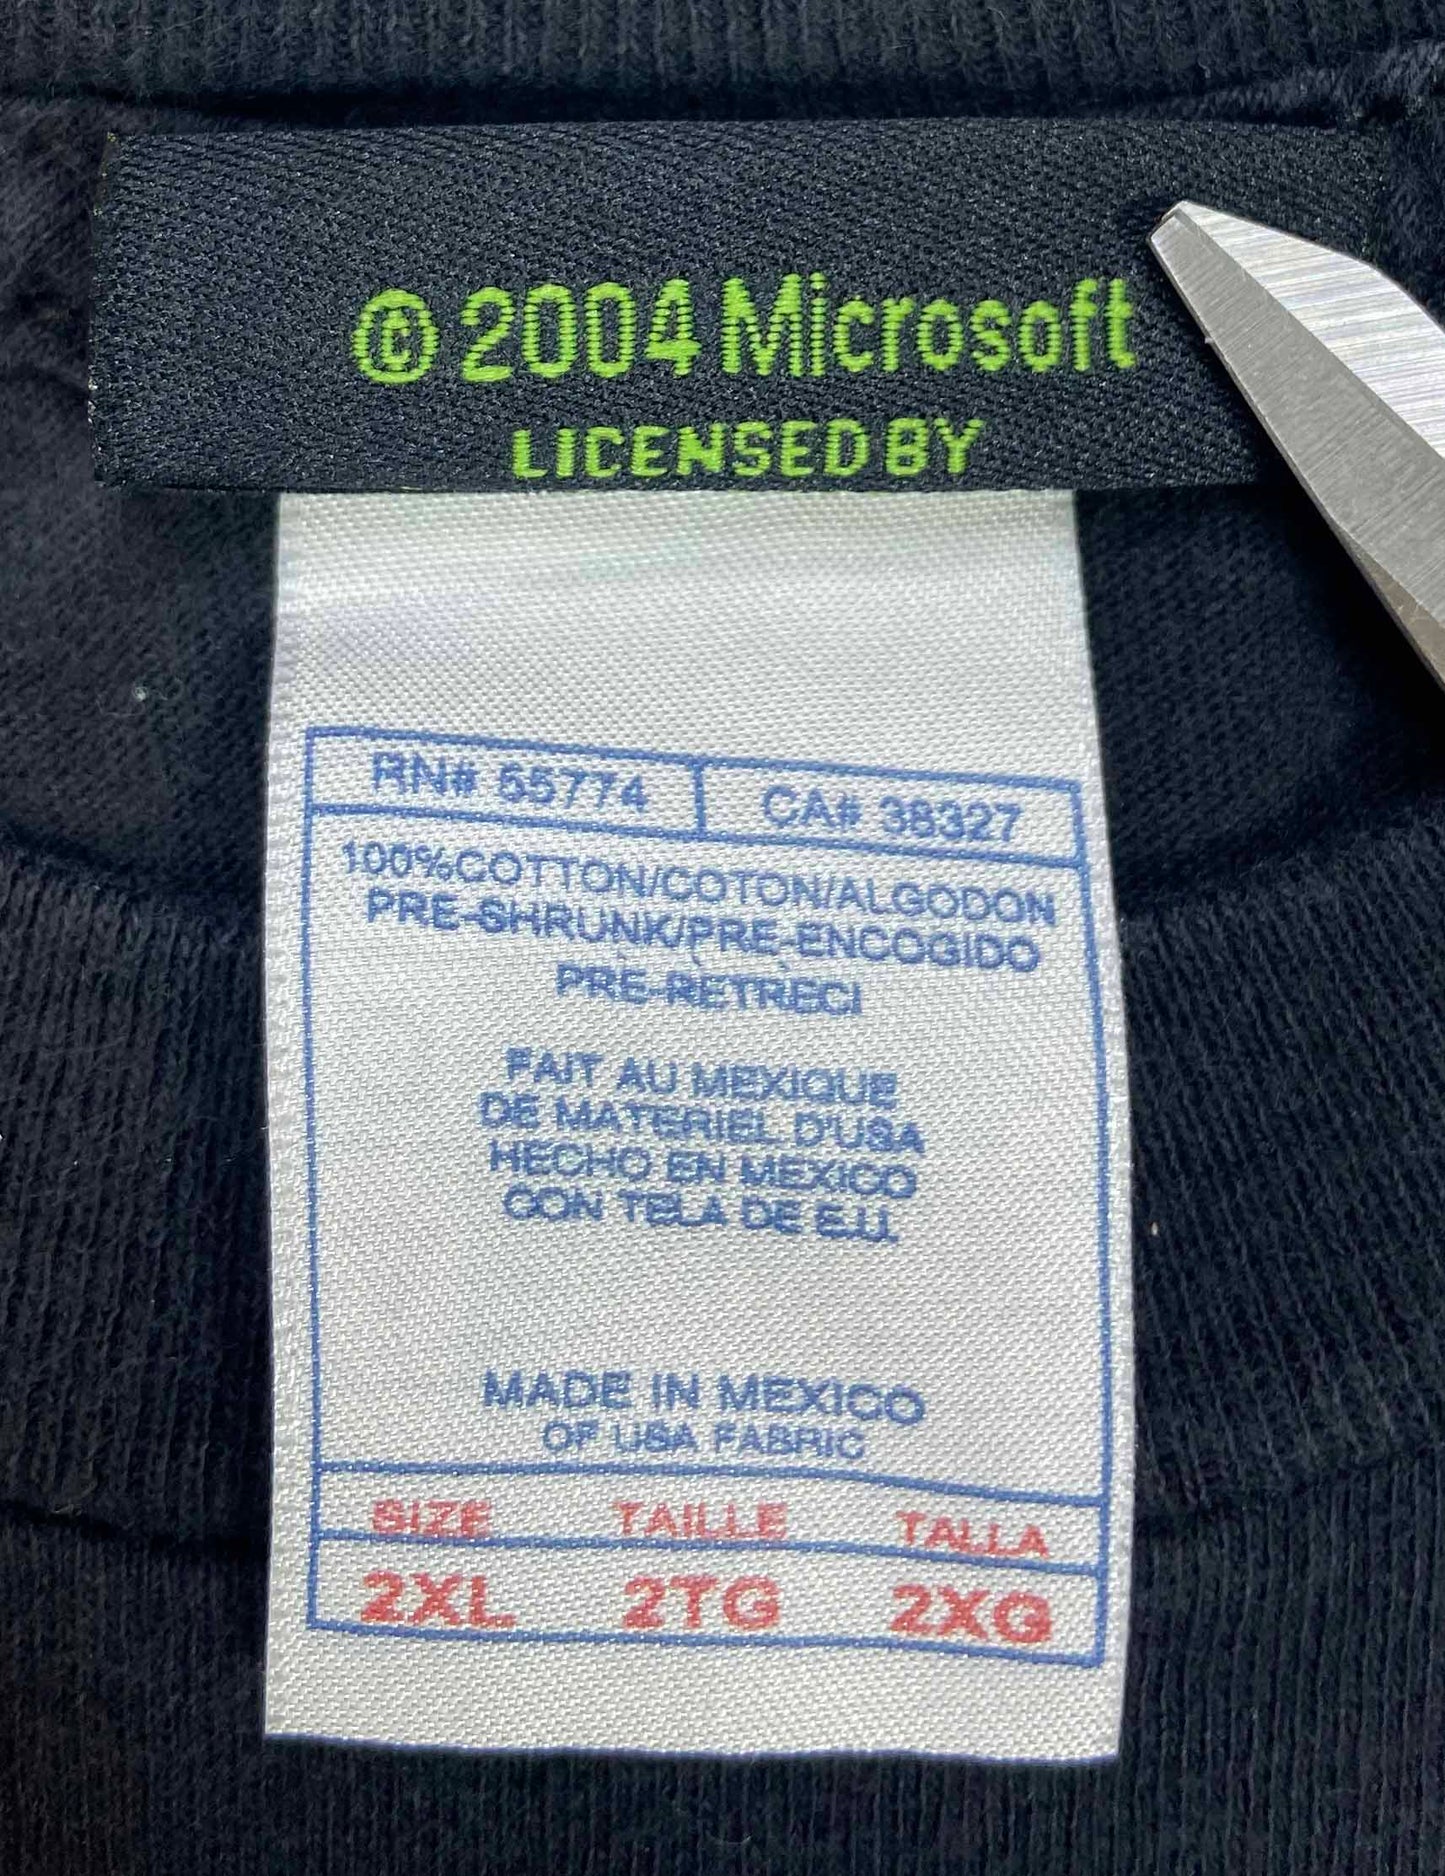 © 2004 Microsoft
LICENSED BY
RN# 55774 CA# 38327
100%COTTON/COTON/ALGODON
PRE-SHRUNK/PRE-ENCOGIDO
PRE-RETRECI
FAIT AU MEXIQUE
DE MATERIEL D'USA
HECHO EN MEXICO
CON TELA DE E.U.
MADE IN MEXICO
OF USA FABRIC
SIZE TAILLE TALLA
2XL 2TG 2XG